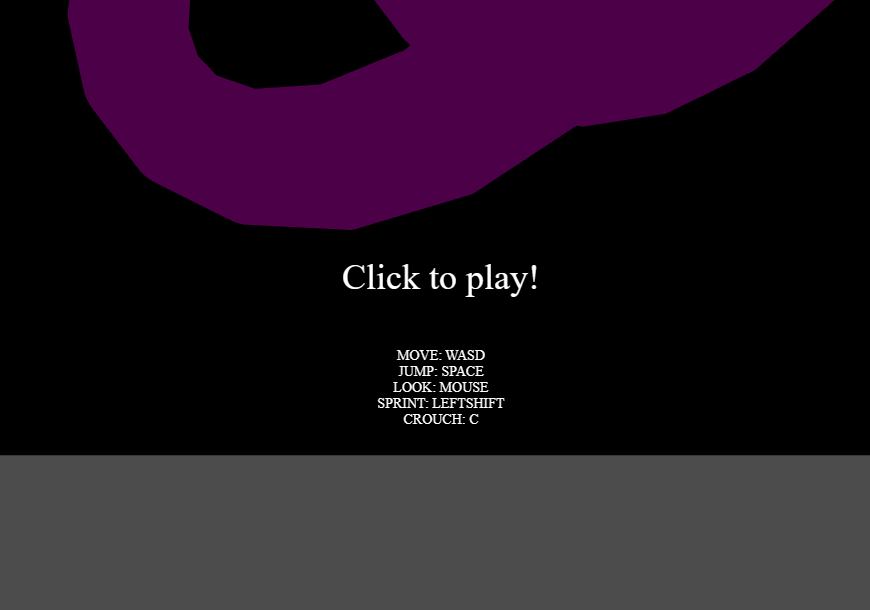 Click to play!
MOVE: WASD
JUMP: SPACE
LOOK: MOUSE
SPRINT: LEFTSHIFT
CROUCH: C